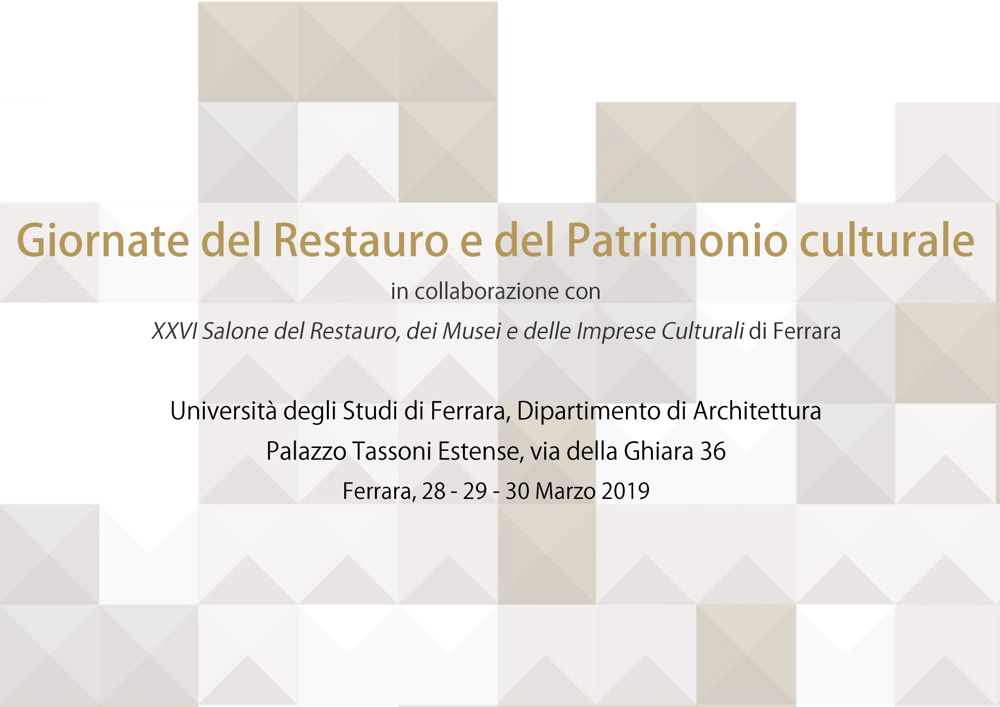 Giornate del Restauro e del Patrimonio culturale
in collaborazione con
XXVI Salone del Restauro, dei Musei e delle Imprese Culturali di Ferrara
Università degli Studi di Ferrara, Dipartimento di Architettura
Palazzo Tassoni Estense, via della Ghiara 36
Ferrara, 28 - 29 - 30 Marzo 2019